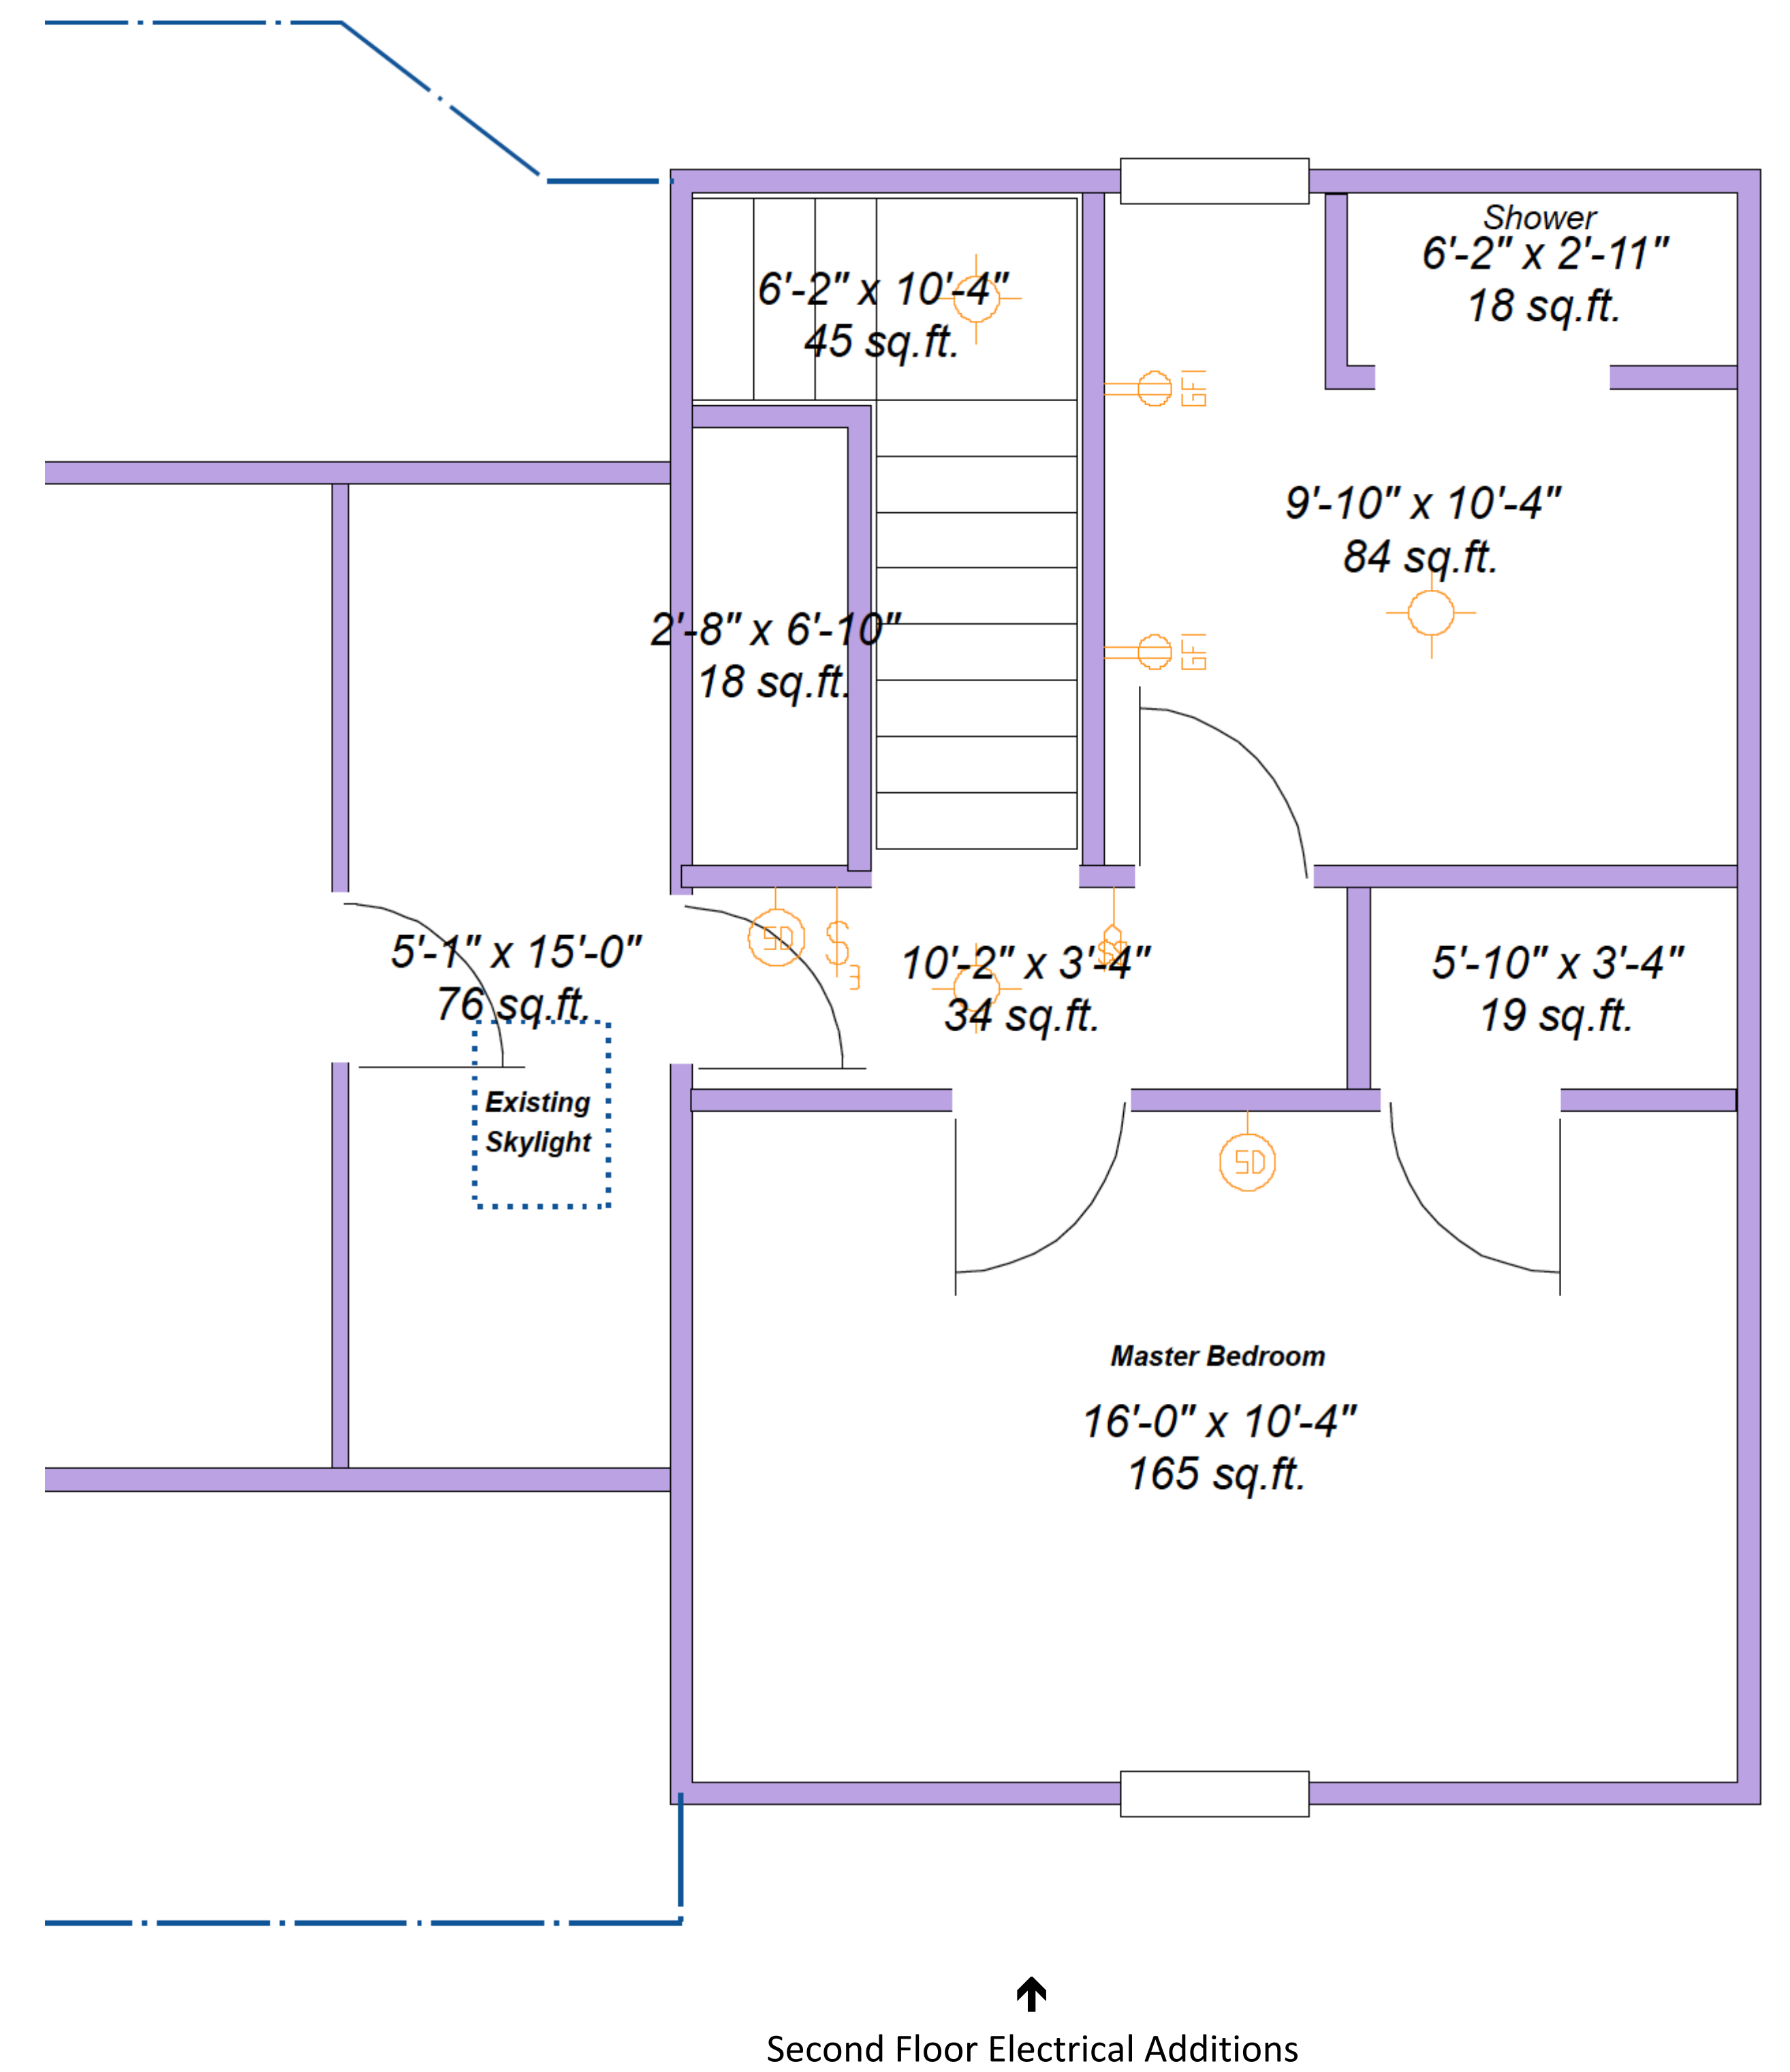 Shower
6'-2" x 2'-11"
18 sq.ft.
6'-2" x 10'-4"
45 sq.ft.
GFI
9'-10" x 10'-4"
84 sq.ft.
2'-8" x 6'-10"
18 sq.ft.
GFI
5'-1" x 15'-0"
76 sq.ft.
SD
S
3
10'-2" x 3'-4"
34 sq.ft.
5'-10" x 3'-4"
19 sq.ft.
Existing
Skylight
SD
Master Bedroom
16'-0" x 10'-4"
165 sq.ft.
Second Floor Electrical Additions